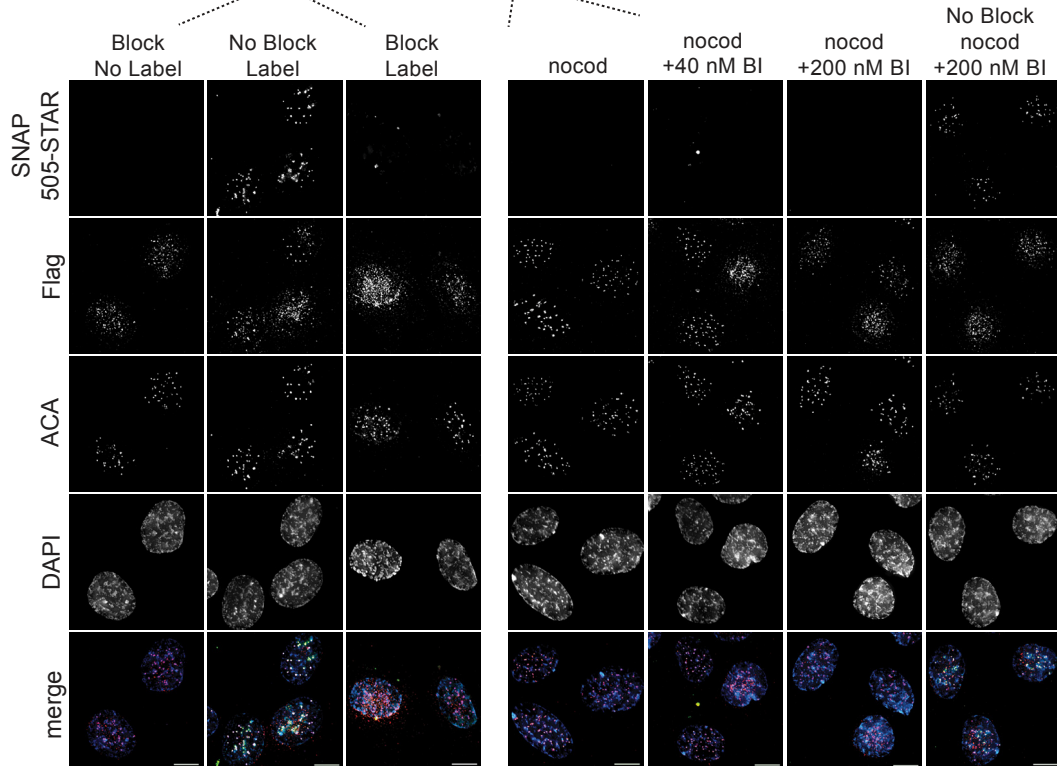 Block
No Label
No Block
Label
Block
Label
nocod
nocod
+40 nM BI
nocod
+200 nM BI
No Block
nocod
+200 nM BI
SNAP
505-STAR
Flag
ACA
DAPI
merge